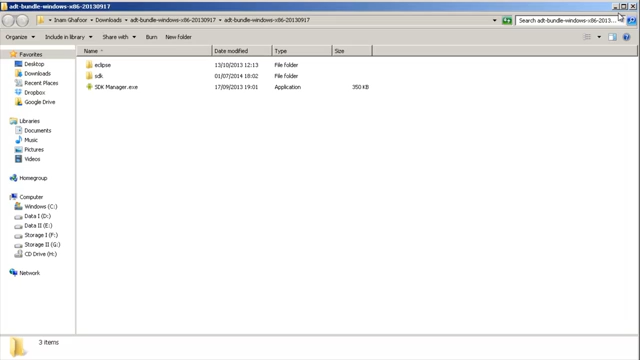 adt-bundle-windows-x86-20130917
Inam Ghafoor ▸ Downloads ▸ adt-bundle-windows-x86-20130917 ▸ adt-bundle-windows-x86-20130917
Search adt-bundle-windows-x86-2013...
Organize Include in library Share with Burn New folder
Favorites
Desktop
Downloads
Recent Places
Dropbox
Google Drive
Libraries
Documents
Music
Pictures
Videos
Homegroup
Computer
Windows (C:)
Data I (D:)
Data II (E:)
Storage I (F:)
Storage II (G:)
CD Drive (H:)
Network
Name Date modified Type Size
eclipse 13/10/2013 12:13 File folder
sdk 01/07/2014 18:02 File folder
SDK Manager.exe 17/09/2013 19:01 Application 350 KB
3 items